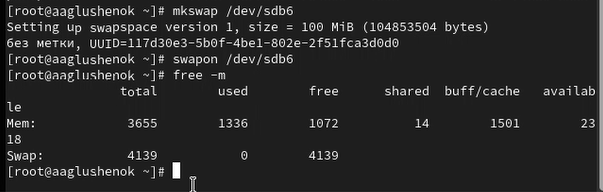 [root@aaglushenok ~]# mkswap /dev/sdb6
Setting up swapspace version 1, size = 100 MiB (104853504 bytes)
без метки, UUID=117d30e3-5b0f-4be1-802e-2f51fca3d0d0
[root@aaglushenok ~]# swapon /dev/sdb6
[root@aaglushenok ~]# free -m
total used free shared buff/cache availab
le
Mem: 3655 1336 1072 14 1501 23
18
Swap: 4139 0 4139
[root@aaglushenok ~]#